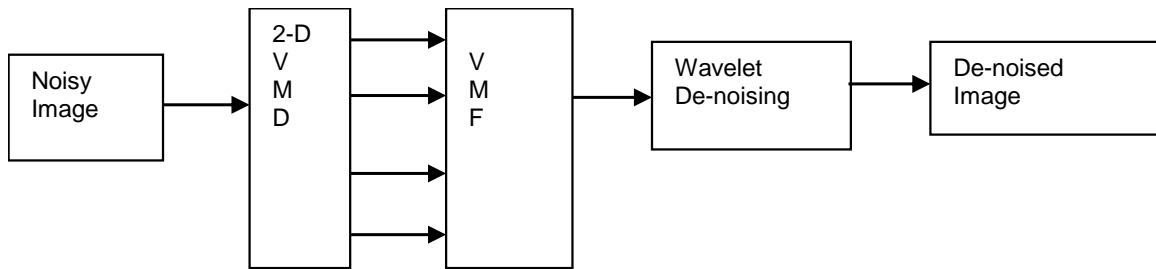 Noisy
Image
2-D
V
M
D
V
M
F
Wavelet
De-noising
De-noised
Image